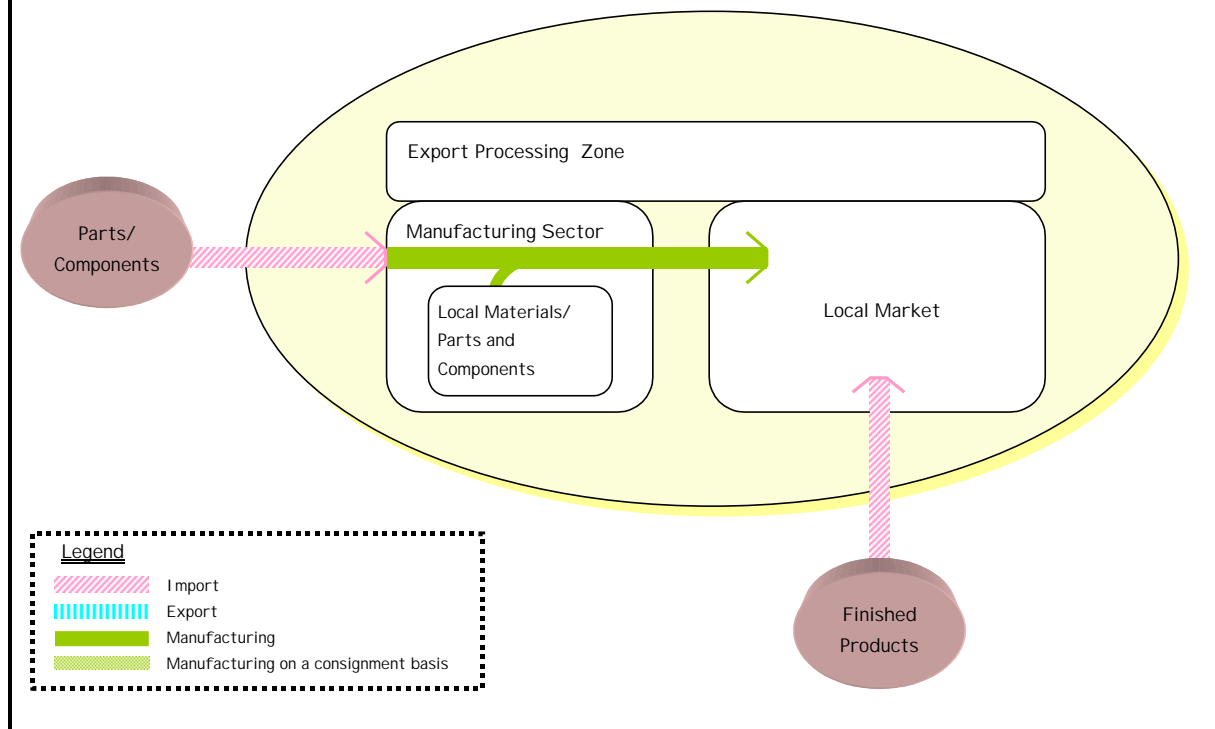 Export Processing Zone
Manufacturing Sector
Parts/
Components
Local Materials/
Parts and
Components
Local Market
Legend
Import
Export
Manufacturing
Manufacturing on a consignment basis
Finished
Products